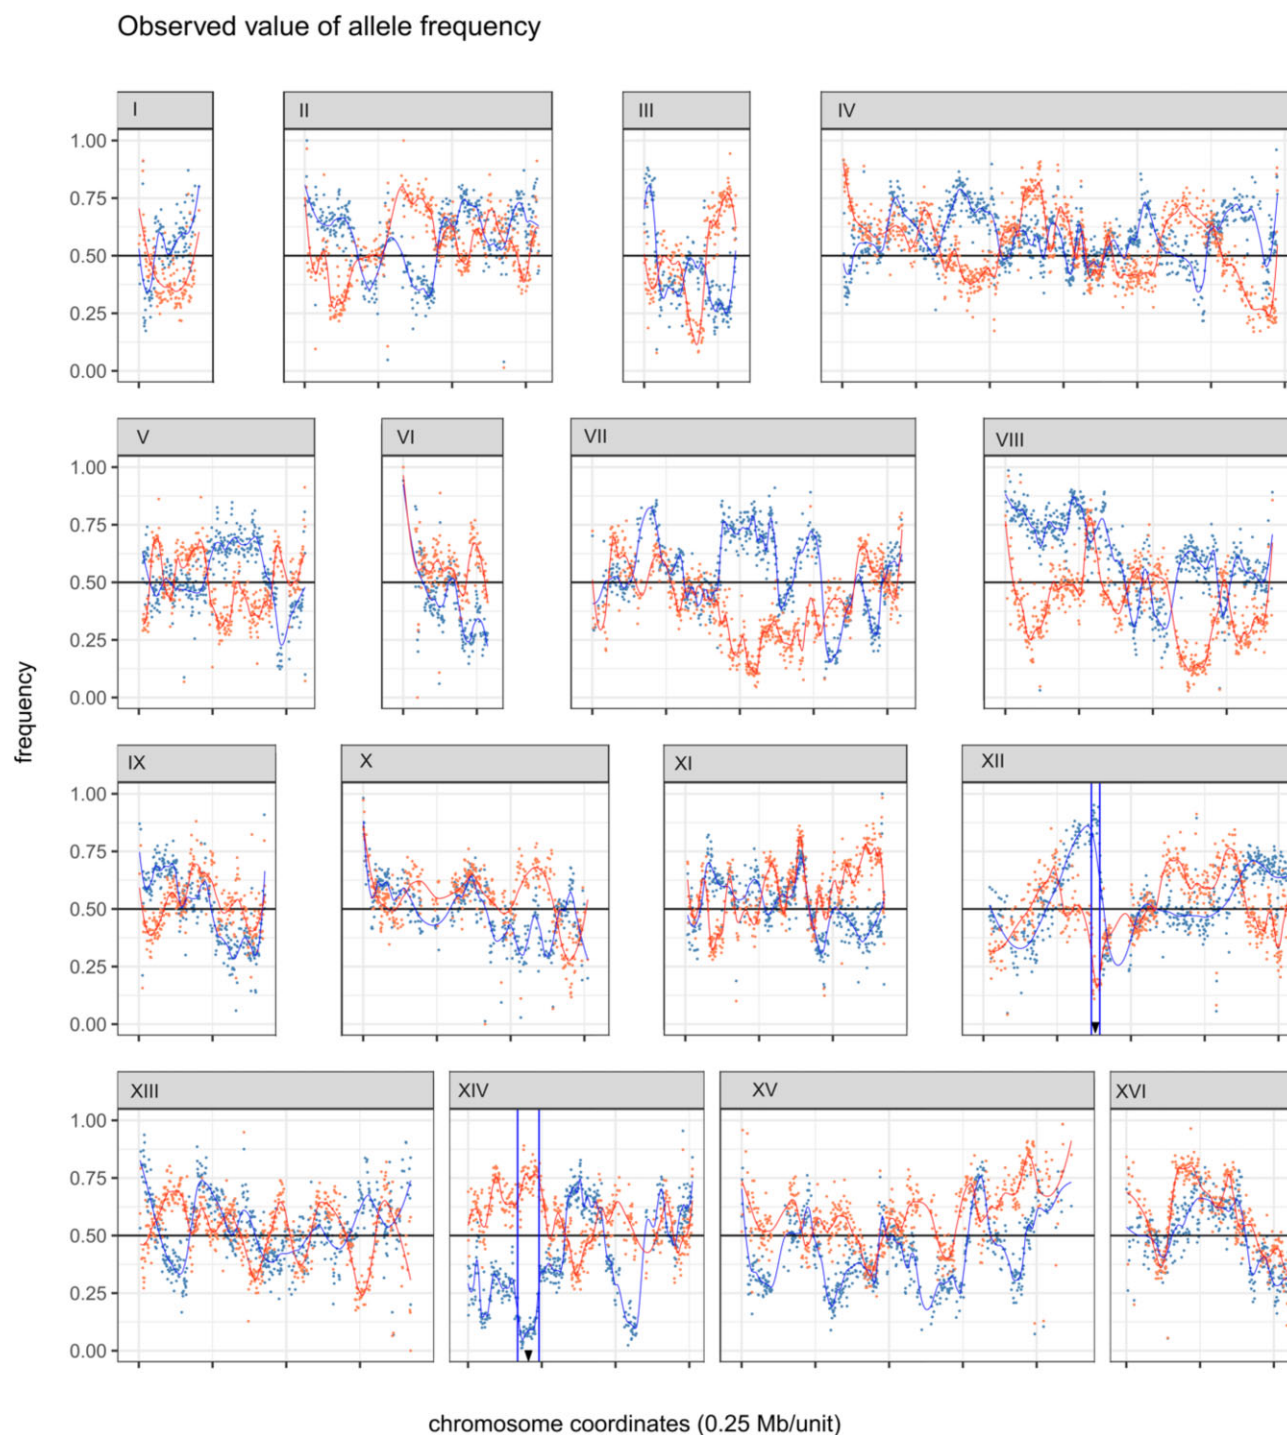 Observed value of allele frequency
I II III IV
1.00
0.75
0.50
0.25
0.00
V VI VII VIII
1.00
0.75
0.50
0.25
0.00
frequency
IX X XI XII
1.00
0.75
0.50
0.25
0.00
XIII XIV XV XVI
1.00
0.75
0.50
0.25
0.00
chromosome coordinates (0.25 Mb/unit)